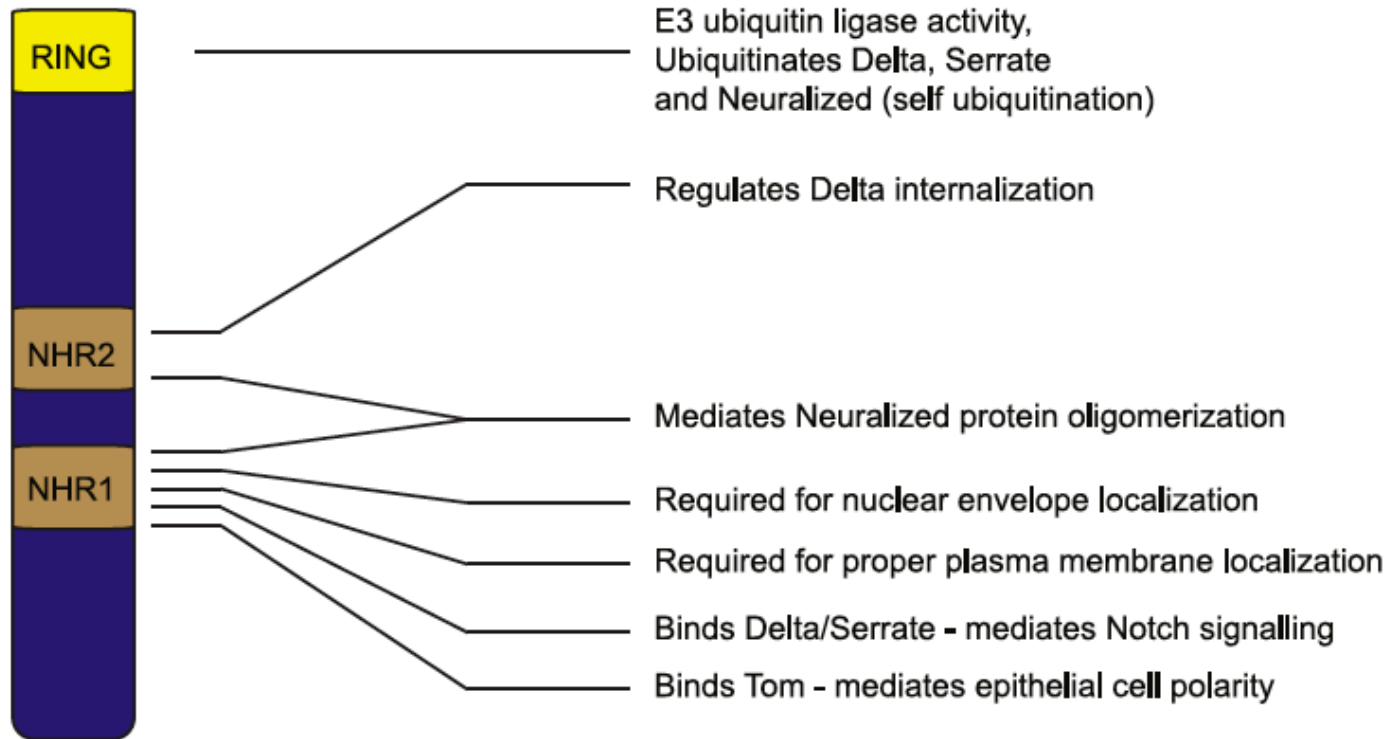 RING
E3 ubiquitin ligase activity,
Ubiquitinates Delta, Serrate
and Neuralized (self ubiquitination)
Regulates Delta internalization
NHR2
Mediates Neuralized protein oligomerization
NHR1
Required for nuclear envelope localization
Required for proper plasma membrane localization
Binds Delta/Serrate - mediates Notch signalling
Binds Tom - mediates epithelial cell polarity